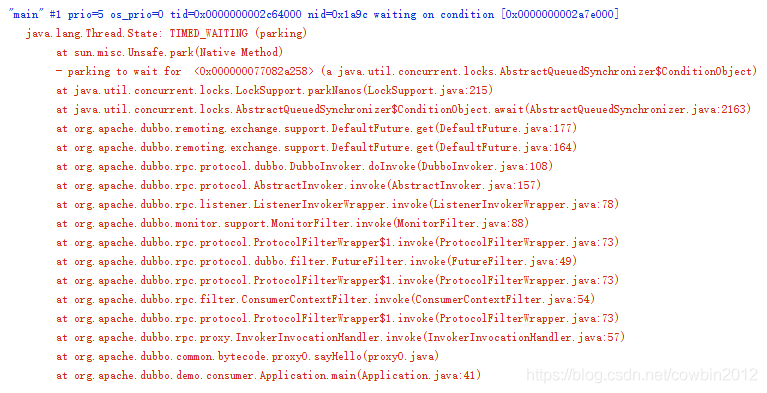 "main" #1 prio=5 os_prio=0 tid=0x0000000002c64000 nid=0x1a9c waiting on condition [0x0000000002a7e000]
java.lang.Thread.State: TIMED_WAITING (parking)
at sun.misc.Unsafe.park(Native Method)
- parking to wait for <0x000000077082a258> (a java.util.concurrent.locks.AbstractQueuedSynchronizer$ConditionObject)
at java.util.concurrent.locks.LockSupport.parkNanos(LockSupport.java:215)
at java.util.concurrent.locks.AbstractQueuedSynchronizer$ConditionObject.await(AbstractQueuedSynchronizer.java:2163)
at org.apache.dubbo.remoting.exchange.support.DefaultFuture.get(DefaultFuture.java:177)
at org.apache.dubbo.remoting.exchange.support.DefaultFuture.get(DefaultFuture.java:164)
at org.apache.dubbo.rpc.protocol.dubbo.DubboInvoker.doInvoke(DubboInvoker.java:108)
at org.apache.dubbo.rpc.protocol.AbstractInvoker.invoke(AbstractInvoker.java:157)
at org.apache.dubbo.rpc.listener.ListenerInvokerWrapper.invoke(ListenerInvokerWrapper.java:78)
at org.apache.dubbo.monitor.support.MonitorFilter.invoke(MonitorFilter.java:88)
at org.apache.dubbo.rpc.protocol.ProtocolFilterWrapper$1.invoke(ProtocolFilterWrapper.java:73)
at org.apache.dubbo.rpc.protocol.dubbo.filter.FutureFilter.invoke(FutureFilter.java:49)
at org.apache.dubbo.rpc.protocol.ProtocolFilterWrapper$1.invoke(ProtocolFilterWrapper.java:73)
at org.apache.dubbo.rpc.filter.ConsumerContextFilter.invoke(ConsumerContextFilter.java:54)
at org.apache.dubbo.rpc.protocol.ProtocolFilterWrapper$1.invoke(ProtocolFilterWrapper.java:73)
at org.apache.dubbo.rpc.proxy.InvokerInvocationHandler.invoke(InvokerInvocationHandler.java:57)
at org.apache.dubbo.common.bytecode.proxy0.sayHello(proxy0.java)
at org.apache.dubbo.demo.consumer.Application.main(Application.java:41)
https://blog.csdn.net/cowbin2012